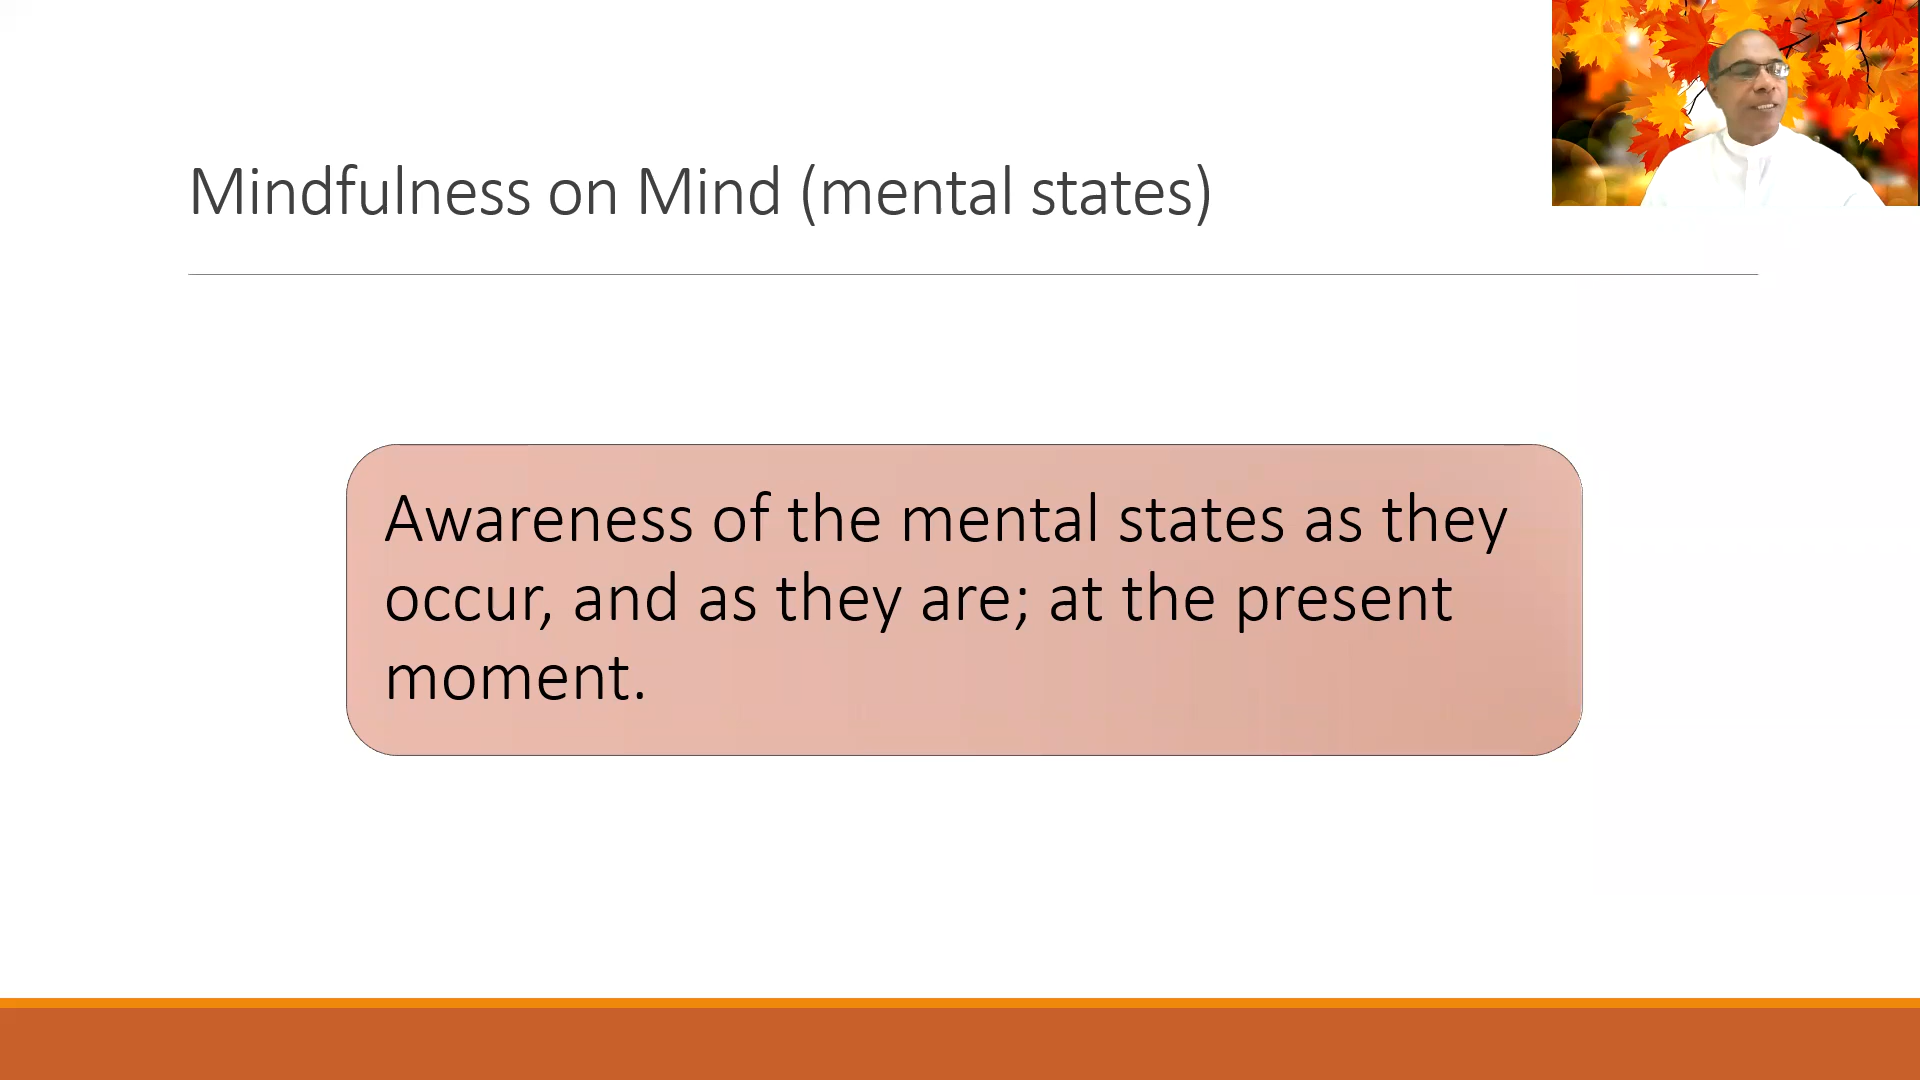 Mindfulness on Mind (mental states)
Awareness of the mental states as they
occur, and as they are; at the present
moment.